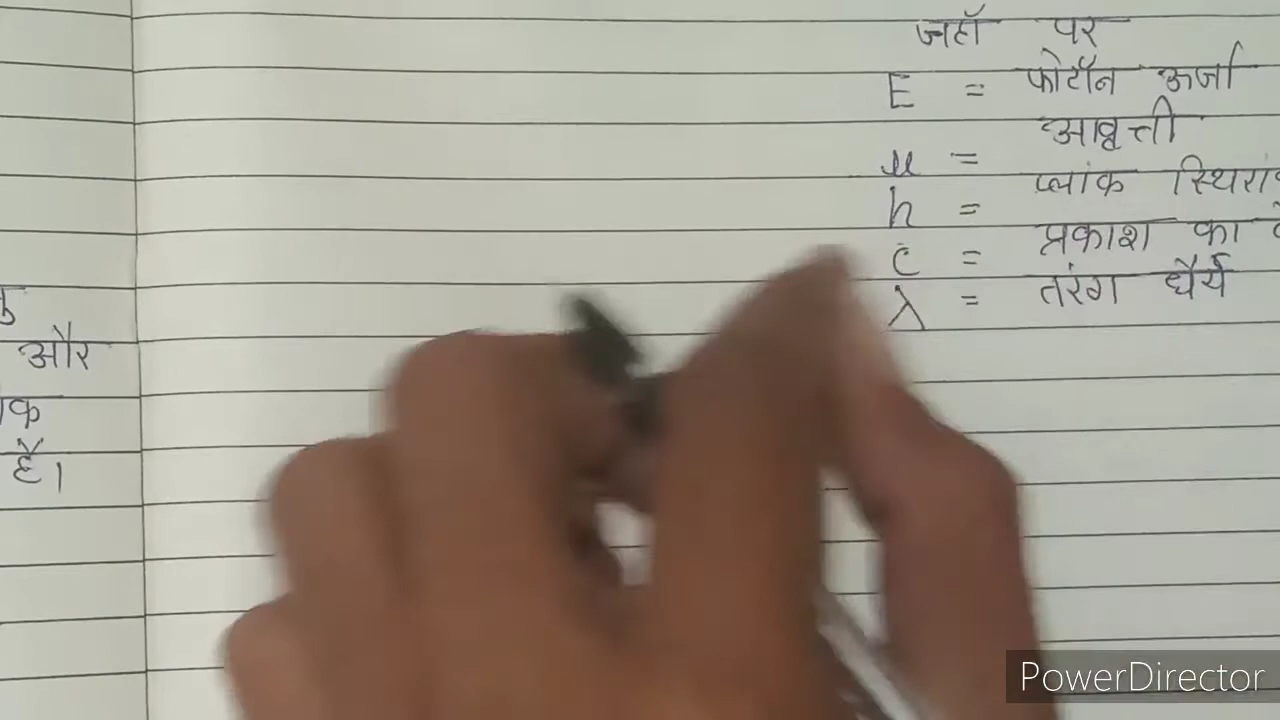 जहाँ पर
E = फोटॉन ऊर्जा
μ = आवृत्ती
h = प्लांक
c = प्रकाश का
λ = तरंग धैर्य
और
है।
PowerDirector